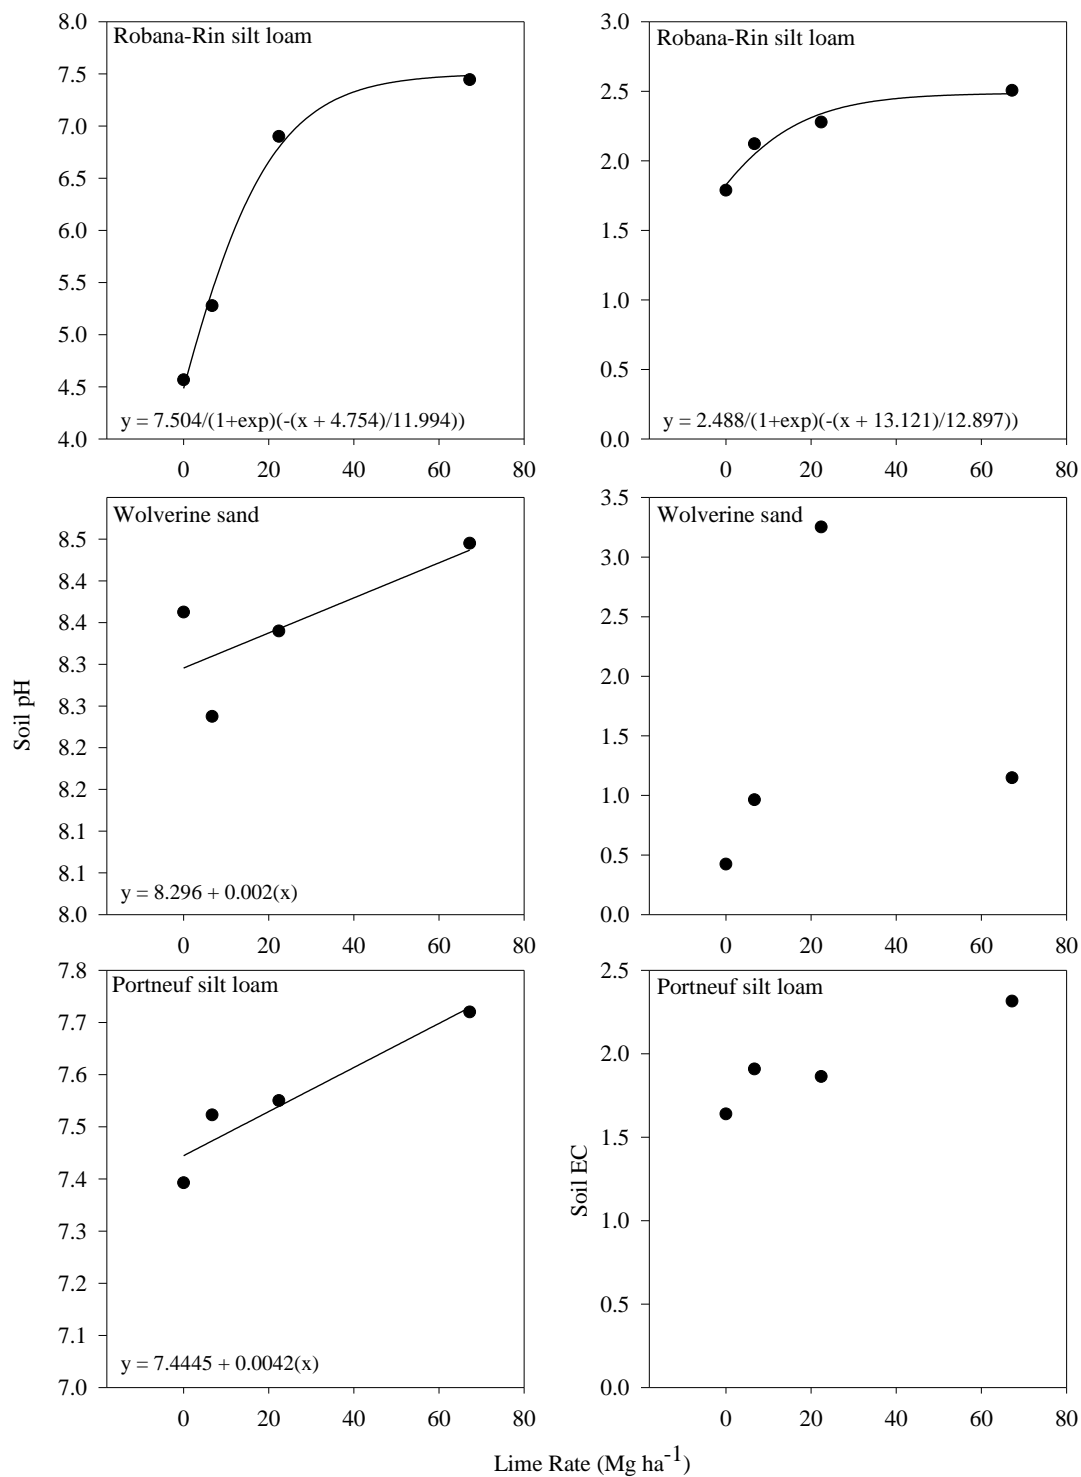 Robana-Rin silt loam
8.0
7.5
7.0
6.5
6.0
5.5
5.0
4.5
4.0
y = 7.504/(1+exp)(-(x + 4.754)/11.994))
0 20 40 60 80
Robana-Rin silt loam
3.0
2.5
2.0
1.5
1.0
0.5
0.0
y = 2.488/(1+exp)(-(x + 13.121)/12.897))
0 20 40 60 80
Wolverine sand
8.5
8.4
8.4
8.3
8.3
8.2
8.2
8.1
8.1
8.0
y = 8.296 + 0.002(x)
0 20 40 60 80
Soil pH
Wolverine sand
3.5
3.0
2.5
2.0
1.5
1.0
0.5
0.0
0 20 40 60 80
Portneuf silt loam
7.8
7.7
7.6
7.5
7.4
7.3
7.2
7.1
7.0
y = 7.4445 + 0.0042(x)
0 20 40 60 80
Portneuf silt loam
2.5
2.0
1.5
1.0
0.5
0.0
Soil EC
0 20 40 60 80
Lime Rate (Mg ha-1)